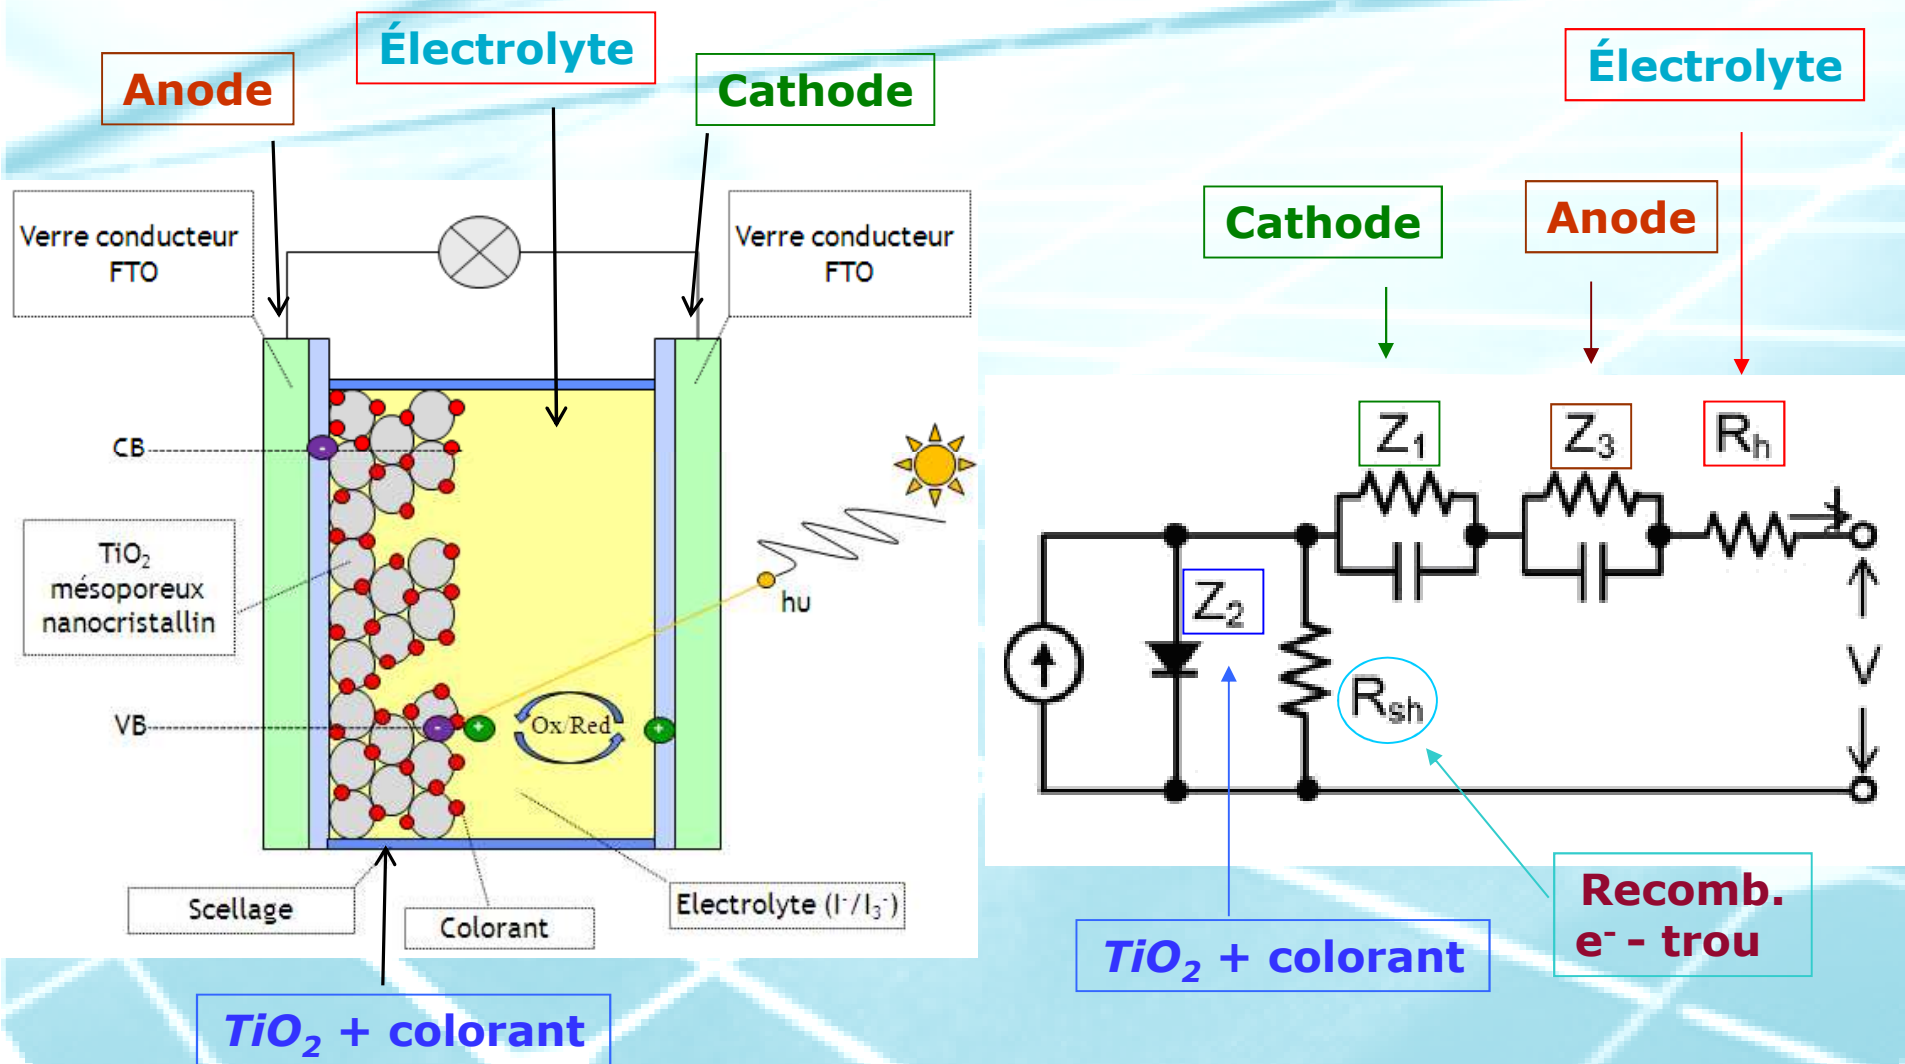 Électrolyte
Anode
Cathode
Verre conducteur
FTO
Verre conducteur
FTO
CB
TiO₂
mésoporeux
nanocristallin
VB
-
-
+
Ox/Red
+
hυ
Scellage
Colorant
Electrolyte (I⁻/I₃⁻)
TiO₂ + colorant
Électrolyte
Cathode
Anode
Z₁
Z₃
Rₕ
Z₂
Rsh
V
TiO₂ + colorant
Recomb.
e⁻ - trou